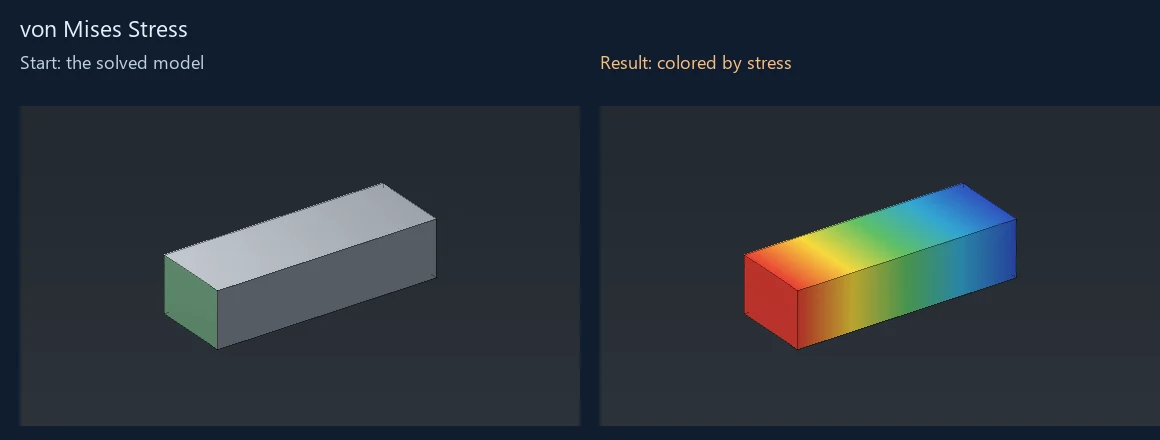 von Mises Stress
Start: the solved model
Result: colored by stress